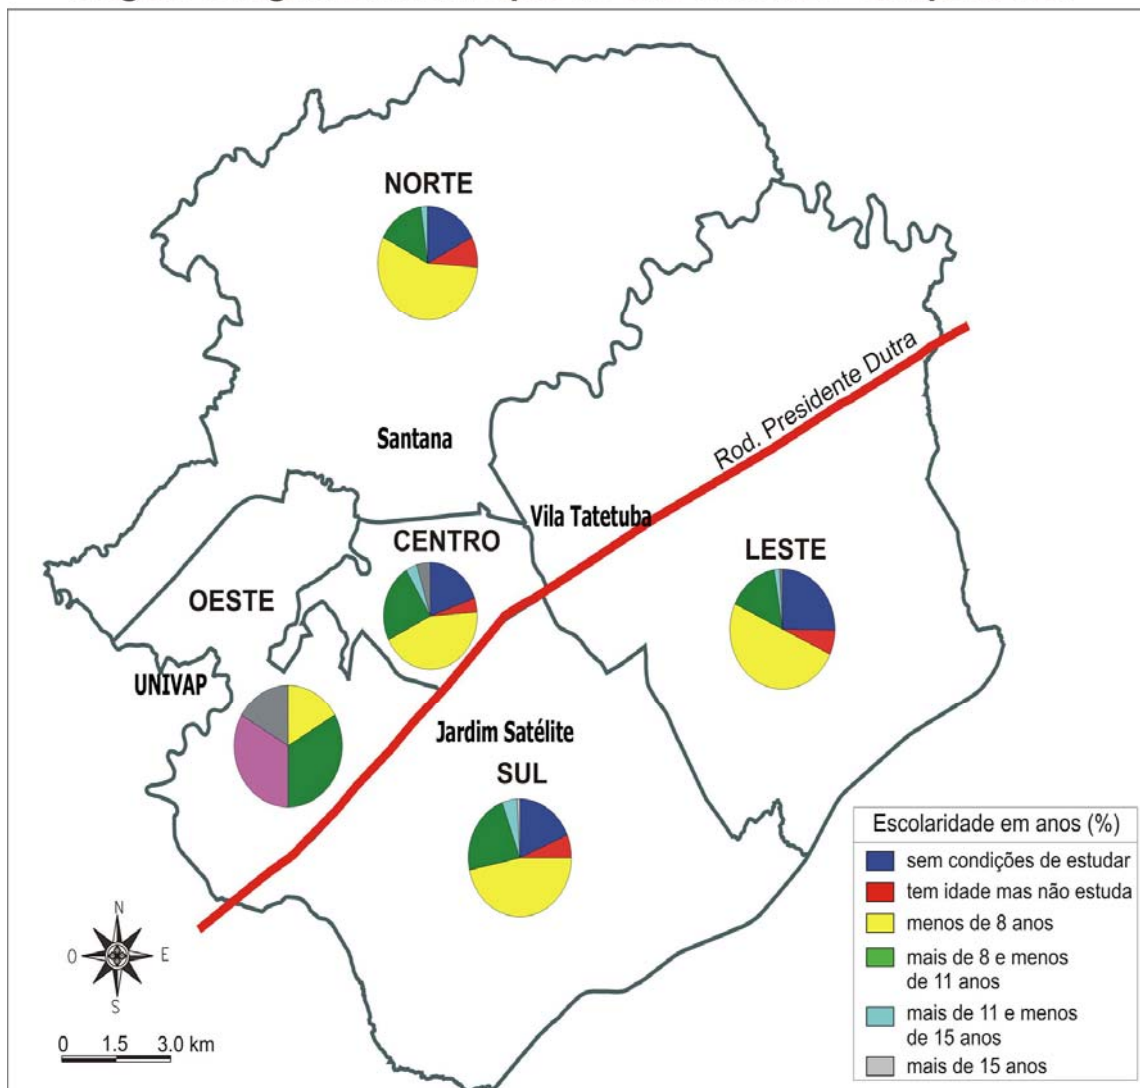 NORTE
Rod. Presidente Dutra
Santana
Vila Tatetuba
CENTRO
LESTE
OESTE
UNIVAP
Jardim Satélite
SUL
Escolaridade em anos (%)
sem condições de estudar
tem idade mas não estuda
menos de 8 anos
mais de 8 e menos
de 11 anos
mais de 11 e menos
de 15 anos
mais de 15 anos
N
O
E
S
0 1.5 3.0 km